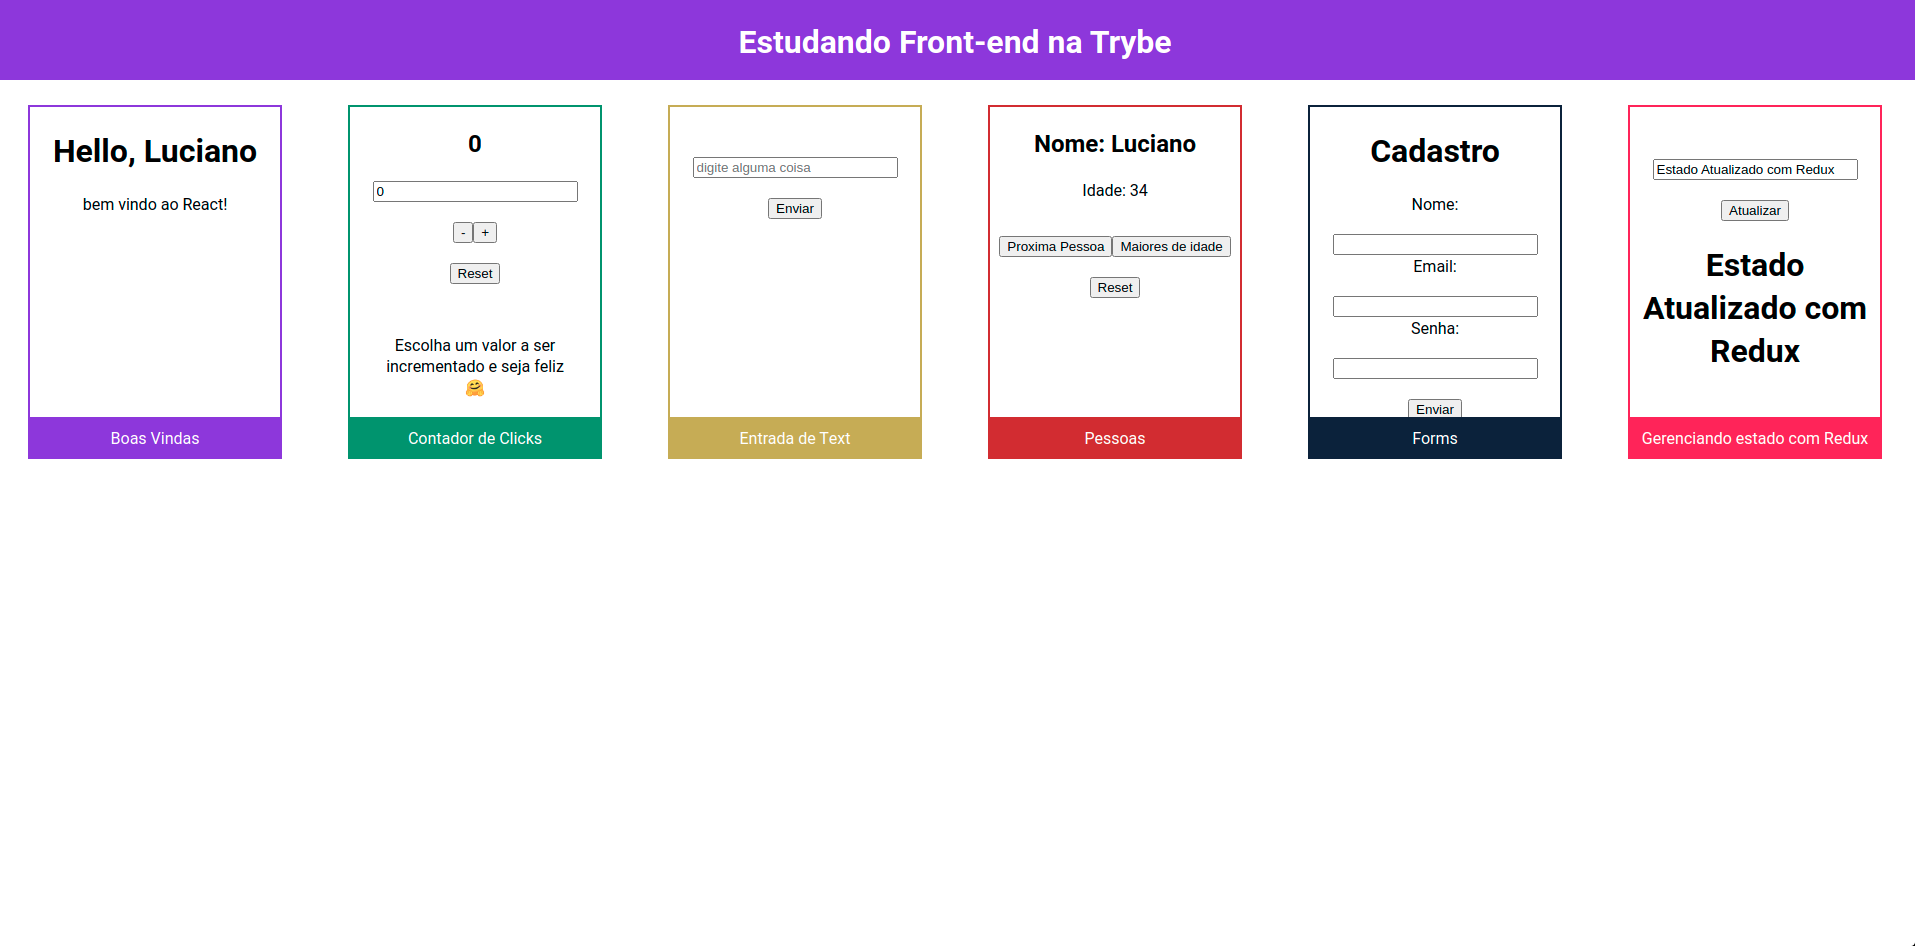 Estudando Front-end na Trybe
Hello, Luciano
bem vindo ao React!
Boas Vindas
0
0
-
+
Reset
Escolha um valor a ser
incrementado e seja feliz
🤗
Contador de Clicks
digite alguma coisa
Enviar
Entrada de Text
Nome: Luciano
Idade: 34
Proxima Pessoa
Maiores de idade
Reset
Pessoas
Cadastro
Nome:
Email:
Senha:
Enviar
Forms
Estado Atualizado com Redux
Atualizar
Estado
Atualizado com
Redux
Gerenciando estado com Redux